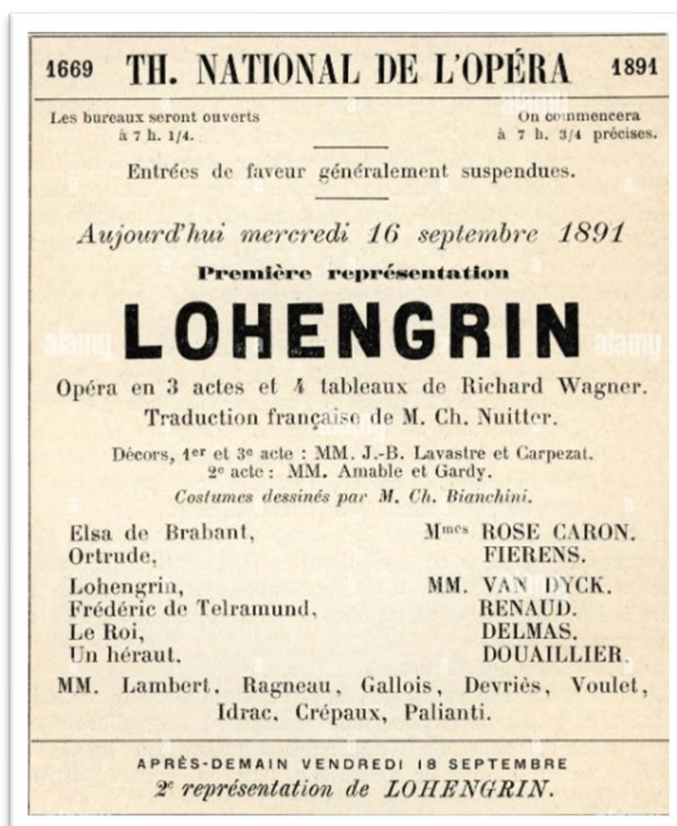 1669 TH. NATIONAL DE L'OPÉRA 1891
Les bureaux seront ouverts
à 7 h. 1/4.
On commencera
à 7 h. 3/4 précises.
Entrées de faveur généralement suspendues.
Aujourd'hui mercredi 16 septembre 1891
Première représentation
LOHENGRIN
Opéra en 3 actes et 4 tableaux de Richard Wagner.
Traduction française de M. Ch. Nuitter.
Décors, 1er et 3e acte : MM. J.-B. Lavastre et Carpezat.
2e acte : MM. Amable et Gardy.
Costumes dessinés par M. Ch. Bianchini.
Elsa de Brabant, Mmes ROSE CARON.
Ortrude, FIERENS.
Lohengrin, MM. VAN DYCK.
Frédéric de Telramund, RENAUD.
Le Roi, DELMAS.
Un héraut, DOUAILLIER.
MM. Lambert, Ragneau, Gallois, Devriès, Voulet,
Idrac, Crépaux, Palianti.
APRÈS-DEMAIN VENDREDI 18 SEPTEMBRE
2e représentation de LOHENGRIN.
alamy
alamy